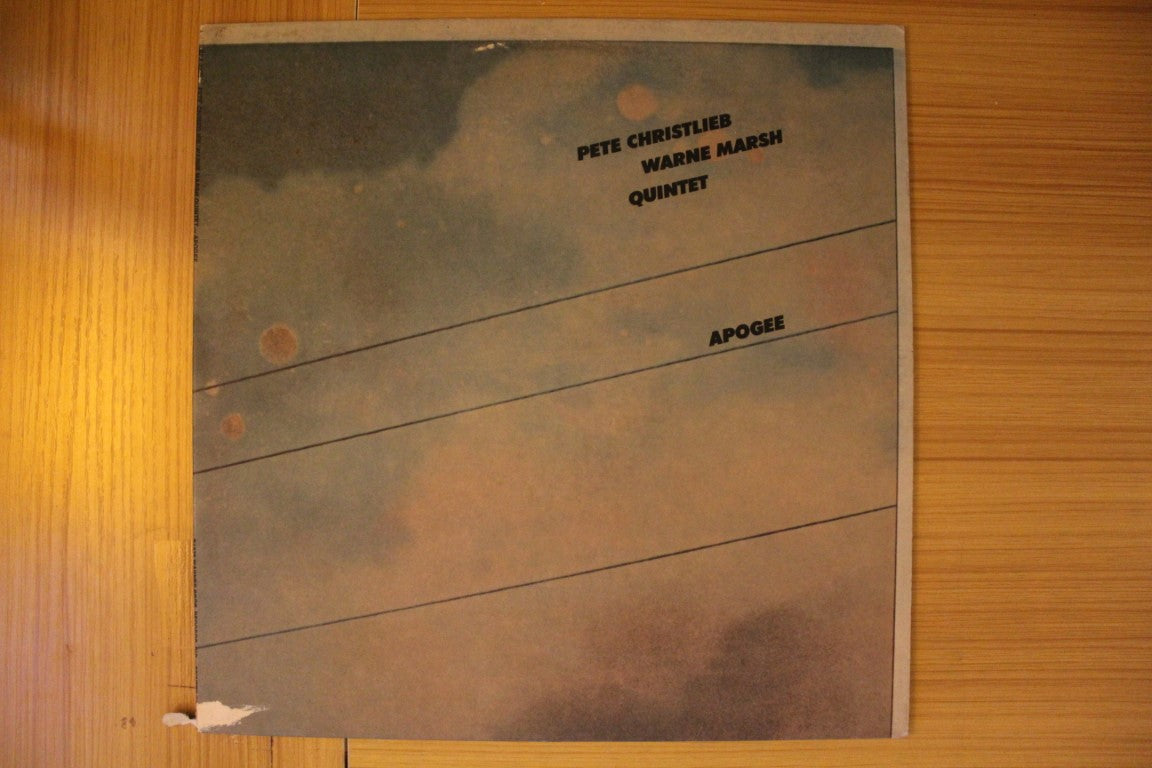 PETE CHRISTLIEB
WARNE MARSH
QUINTET
APOGEE